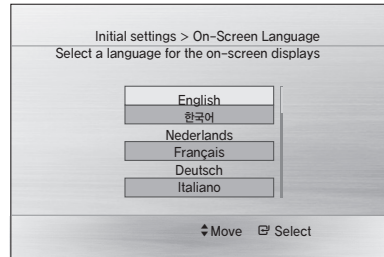 Initial settings > On-Screen Language
Select a language for the on-screen displays
English
한국어
Nederlands
Français
Deutsch
Italiano
Move Select